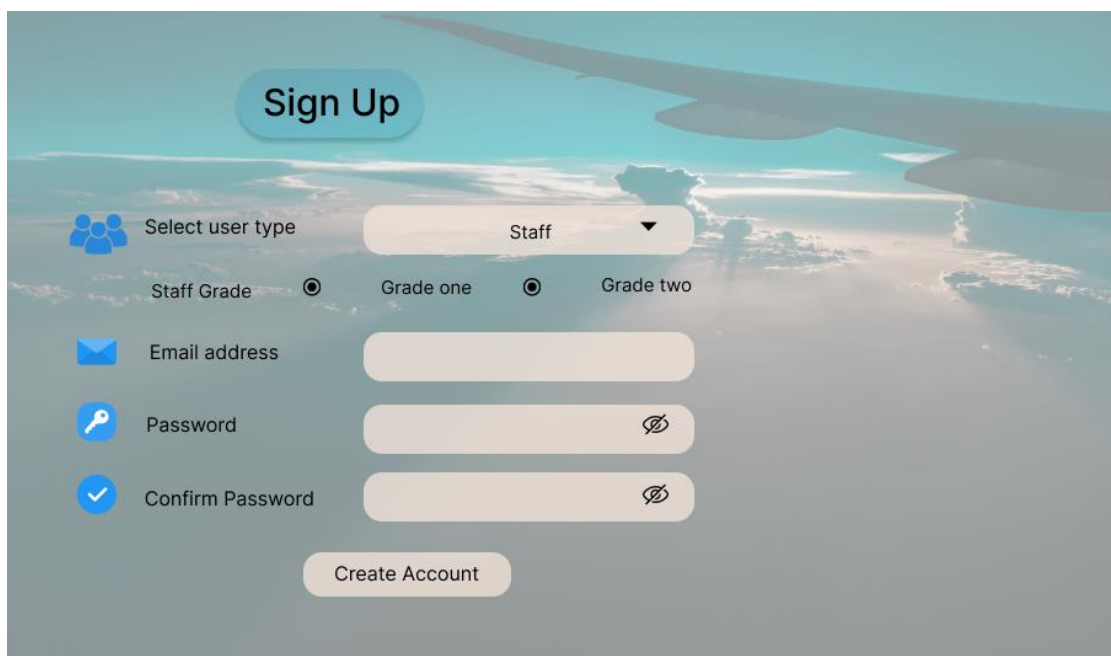 Sign Up
Select user type
Staff
Staff Grade
Grade one
Grade two
Email address
Password
Confirm Password
Create Account